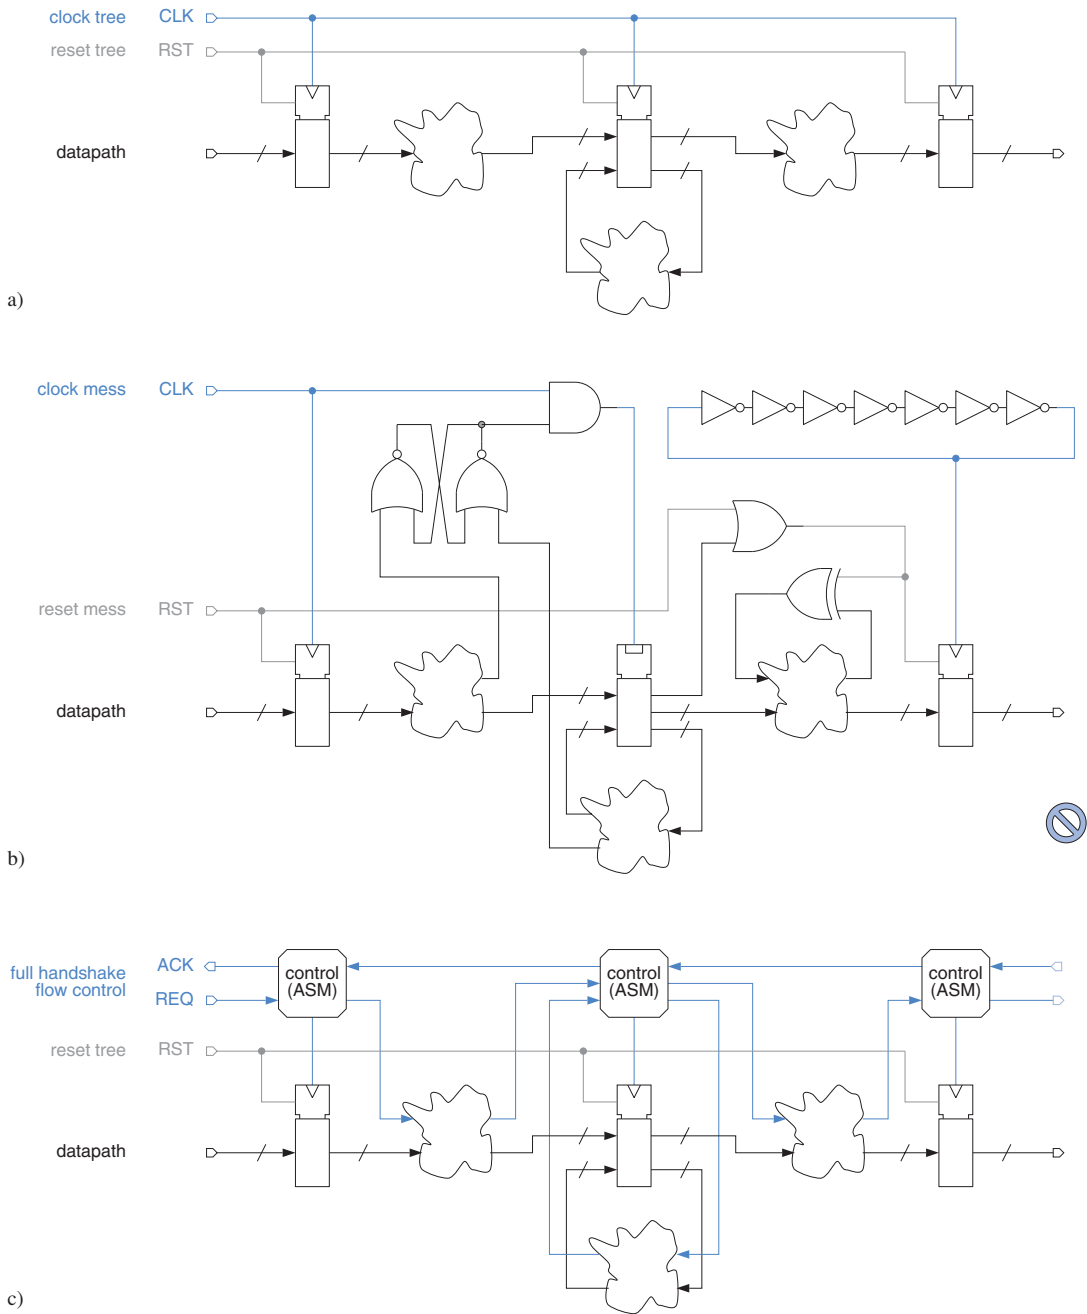 clock tree CLK
reset tree RST
datapath
a)
clock mess CLK
reset mess RST
datapath
b)
full handshake
flow control
ACK
REQ
control
(ASM)
control
(ASM)
control
(ASM)
reset tree RST
datapath
c)